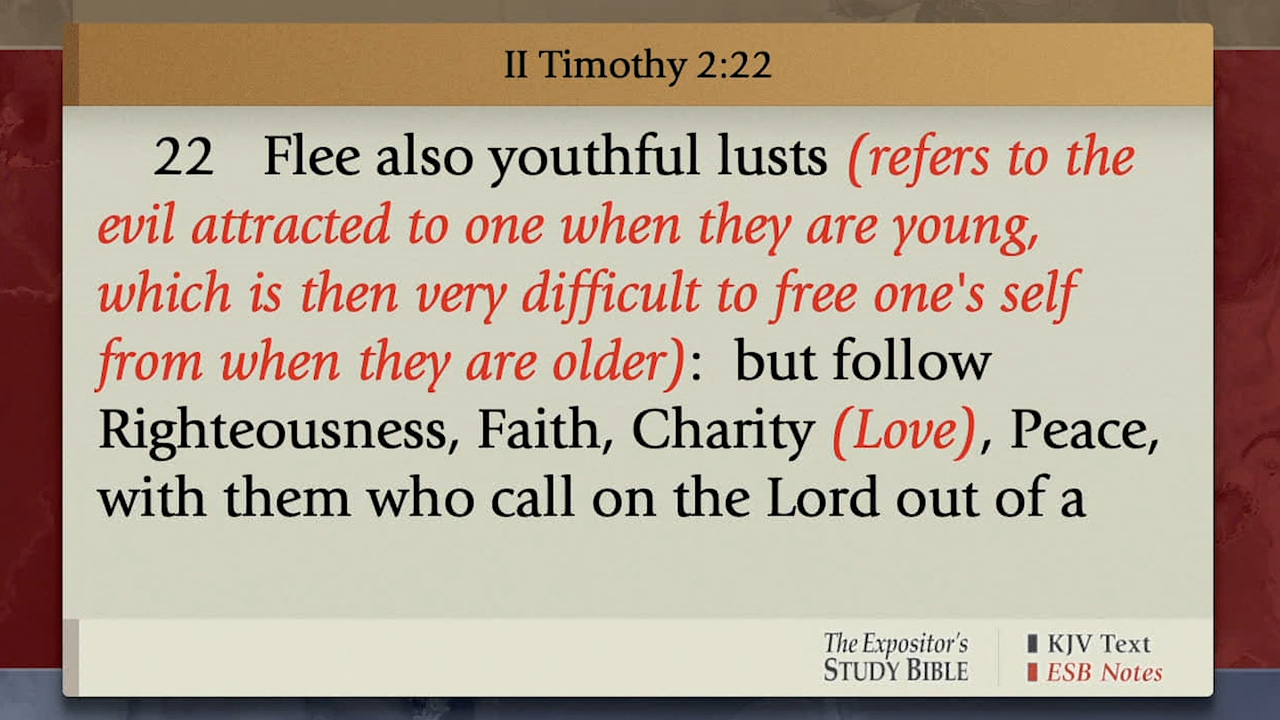 II Timothy 2:22
22 Flee also youthful lusts (refers to the
evil attracted to one when they are young,
which is then very difficult to free one's self
from when they are older): but follow
Righteousness, Faith, Charity (Love), Peace,
with them who call on the Lord out of a
The Expositor's
STUDY BIBLE
KJV Text
ESB Notes